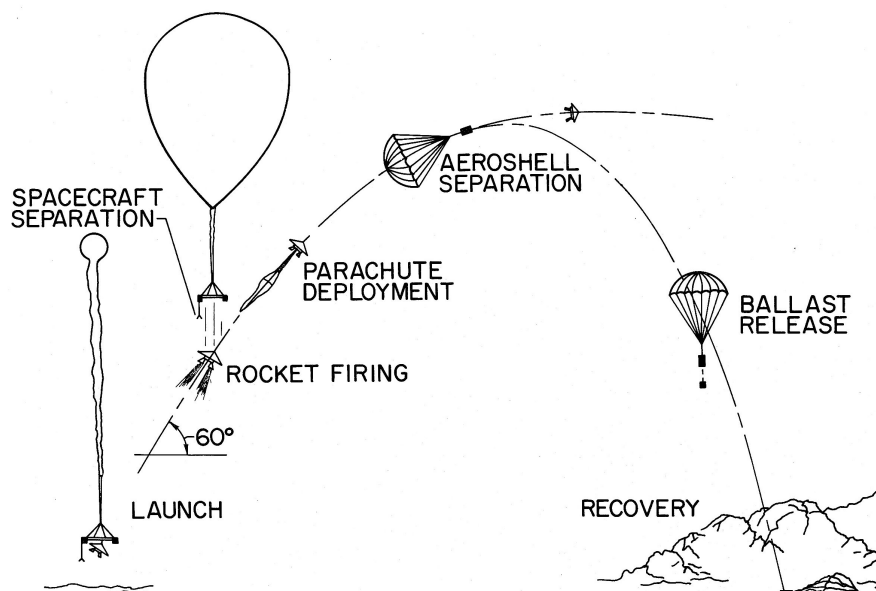 SPACECRAFT
SEPARATION
AEROSHELL
SEPARATION
PARACHUTE
DEPLOYMENT
BALLAST
RELEASE
ROCKET FIRING
60°
LAUNCH
RECOVERY